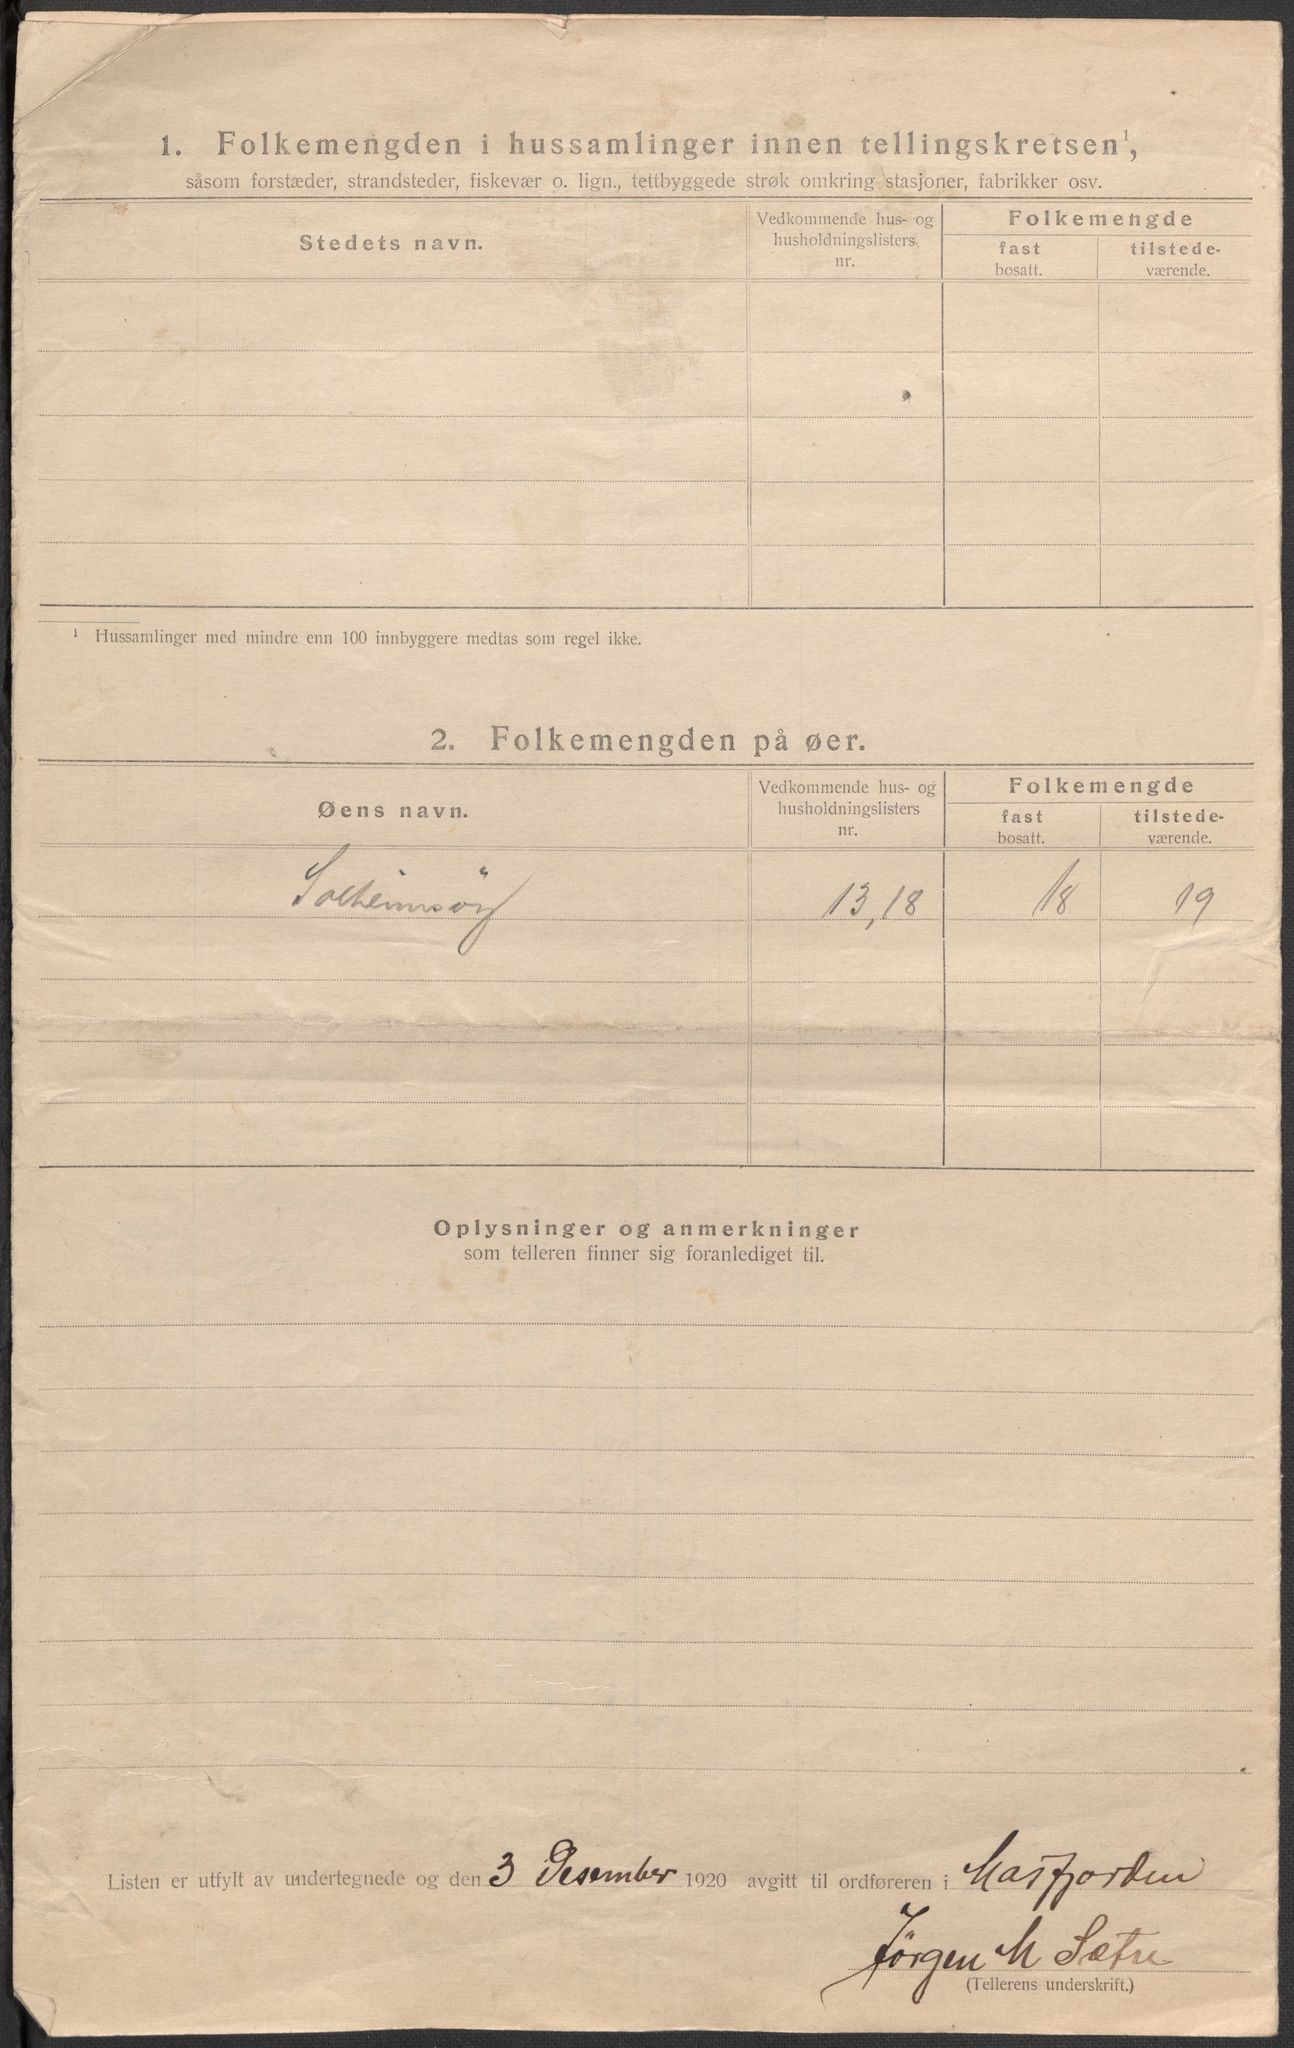 1. Folkemengden i hussamlinger innen tellingskretsen¹,
såsom forstæder, strandsteder, fiskevær o. lign., tettbyggede strøk omkring stasjoner, fabrikker osv.
Stedets navn.
Vedkommende hus- og
husholdningslisters
nr.
Folkemengde
fast
bosatt.
tilstede-
værende.
¹ Hussamlinger med mindre enn 100 innbyggere medtas som regel ikke.
2. Folkemengden på øer.
Øens navn.
Vedkommende hus- og
husholdningslisters
nr.
Folkemengde
fast
bosatt.
tilstede-
værende.
Solheimsöy 13,18 18 19
Oplysninger og anmerkninger
som telleren finner sig foranlediget til.
Listen er utfylt av undertegnede og den 3 Desember 1920 avgitt til ordføreren i Masfjorden
Jörgen M Sætre
(Tellerens underskrift.)